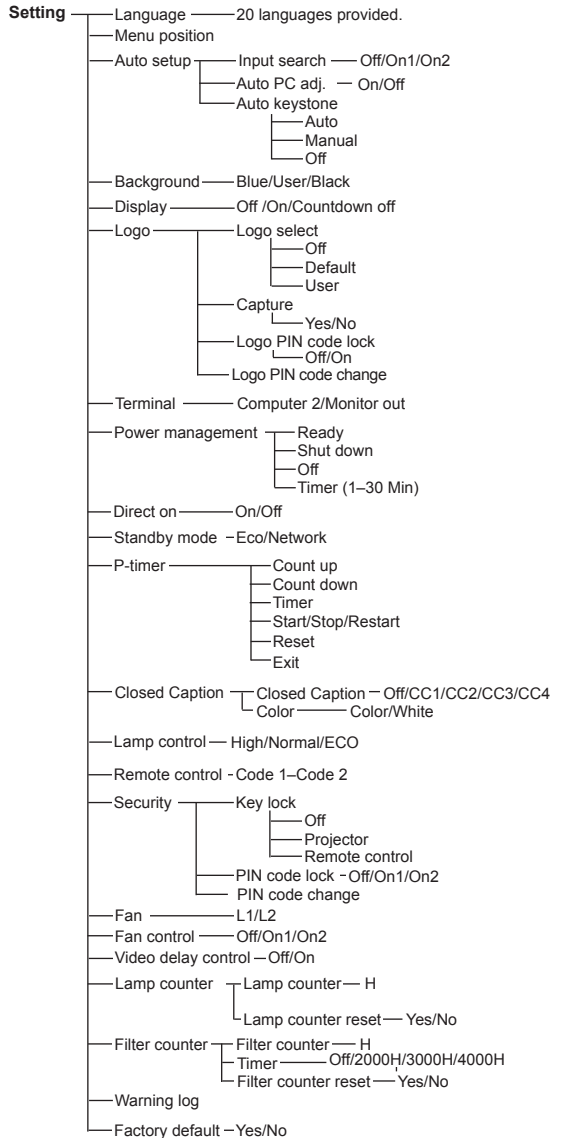 Setting Language 20 languages provided.
Menu position
Auto setup Input search Off/On1/On2
Auto PC adj. On/Off
Auto keystone
Auto
Manual
Off
Background Blue/User/Black
Display Off /On/Countdown off
Logo Logo select
Off
Default
User
Capture
Yes/No
Logo PIN code lock
Off/On
Logo PIN code change
Terminal Computer 2/Monitor out
Power management Ready
Shut down
Off
Timer (1–30 Min)
Direct on On/Off
Standby mode Eco/Network
P-timer Count up
Count down
Timer
Start/Stop/Restart
Reset
Exit
Closed Caption Closed Caption Off/CC1/CC2/CC3/CC4
Color Color/White
Lamp control High/Normal/ECO
Remote control Code 1–Code 2
Security Key lock
Off
Projector
Remote control
PIN code lock Off/On1/On2
PIN code change
Fan L1/L2
Fan control Off/On1/On2
Video delay control Off/On
Lamp counter Lamp counter H
Lamp counter reset Yes/No
Filter counter Filter counter H
Timer Off/2000H/3000H/4000H
Filter counter reset Yes/No
Warning log
Factory default Yes/No